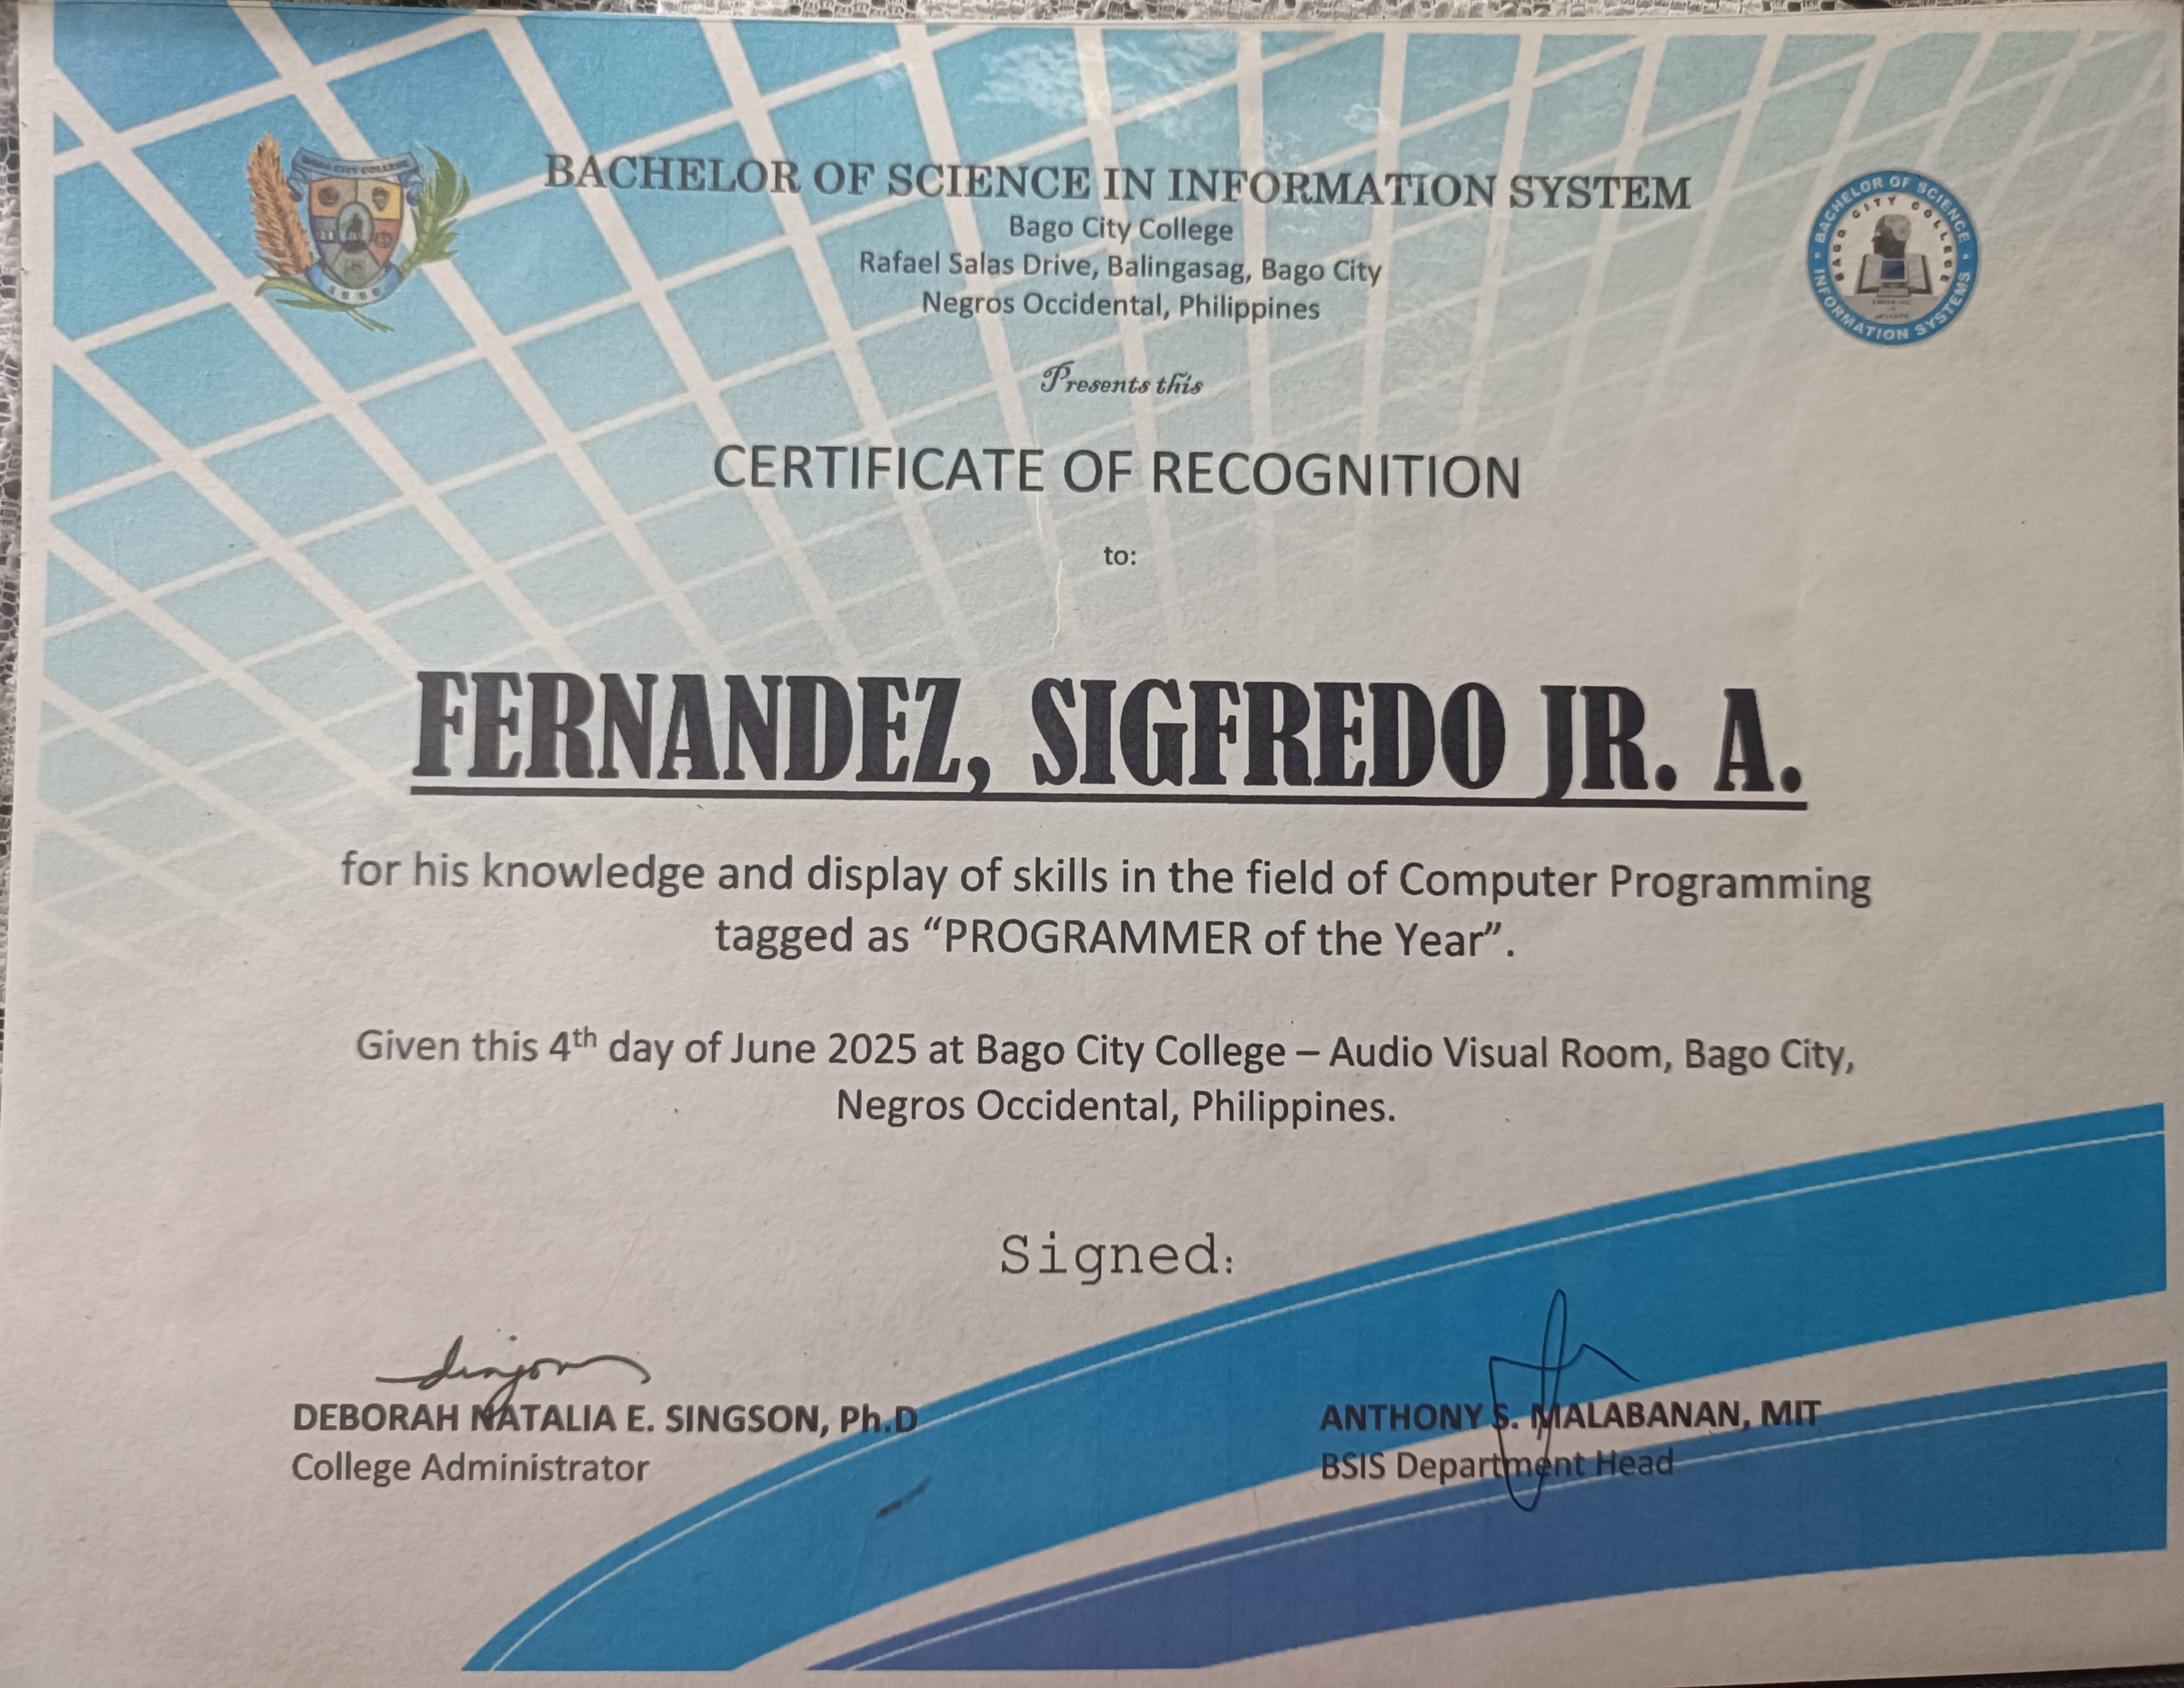 BAGO CITY COLLEGE
BACHELOR OF SCIENCE IN INFORMATION SYSTEM
Bago City College
Rafael Salas Drive, Balingasag, Bago City
Negros Occidental, Philippines
BACHELOR OF SCIENCE
INFORMATION SYSTEMS
BAGO CITY COLLEGE
Presents this
CERTIFICATE OF RECOGNITION
to:
FERNANDEZ, SIGFREDO JR. A.
for his knowledge and display of skills in the field of Computer Programming
tagged as “PROGRAMMER of the Year”.
Given this 4th day of June 2025 at Bago City College – Audio Visual Room, Bago City,
Negros Occidental, Philippines.
Signed:
DEBORAH NATALIA E. SINGSON, Ph.D
College Administrator
ANTHONY S. MALABANAN, MIT
BSIS Department Head